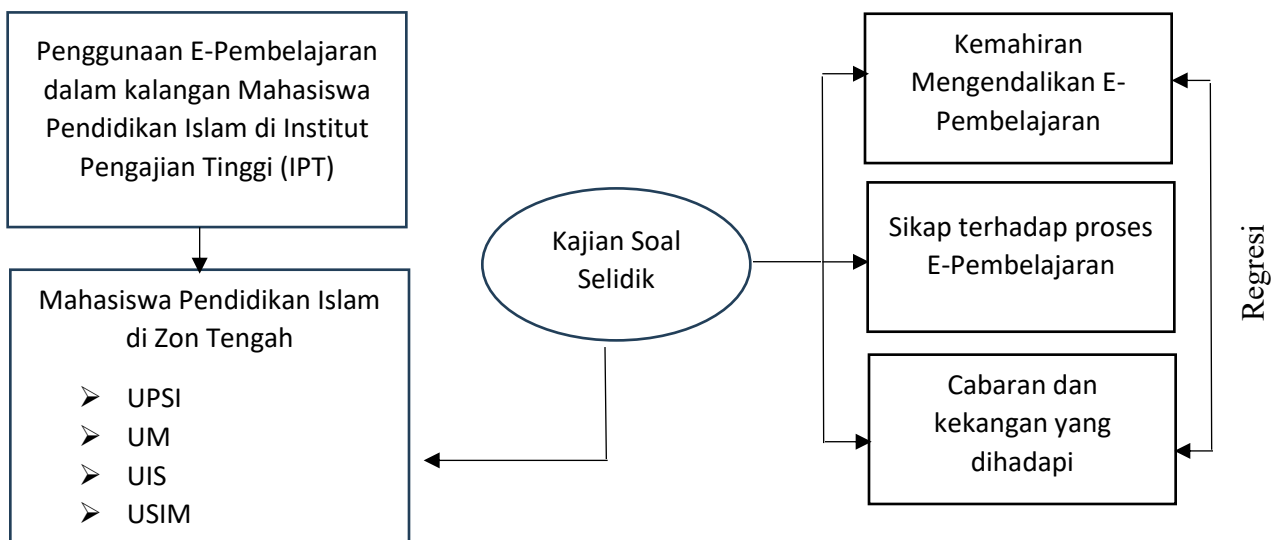 Penggunaan E-Pembelajaran
dalam kalangan Mahasiswa
Pendidikan Islam di Institut
Pengajian Tinggi (IPT)
Mahasiswa Pendidikan Islam
di Zon Tengah
➢ UPSI
➢ UM
➢ UIS
➢ USIM
Kajian Soal
Selidik
Kemahiran
Mengendalikan E-
Pembelajaran
Sikap terhadap proses
E-Pembelajaran
Cabaran dan
kekangan yang
dihadapi
Regresi